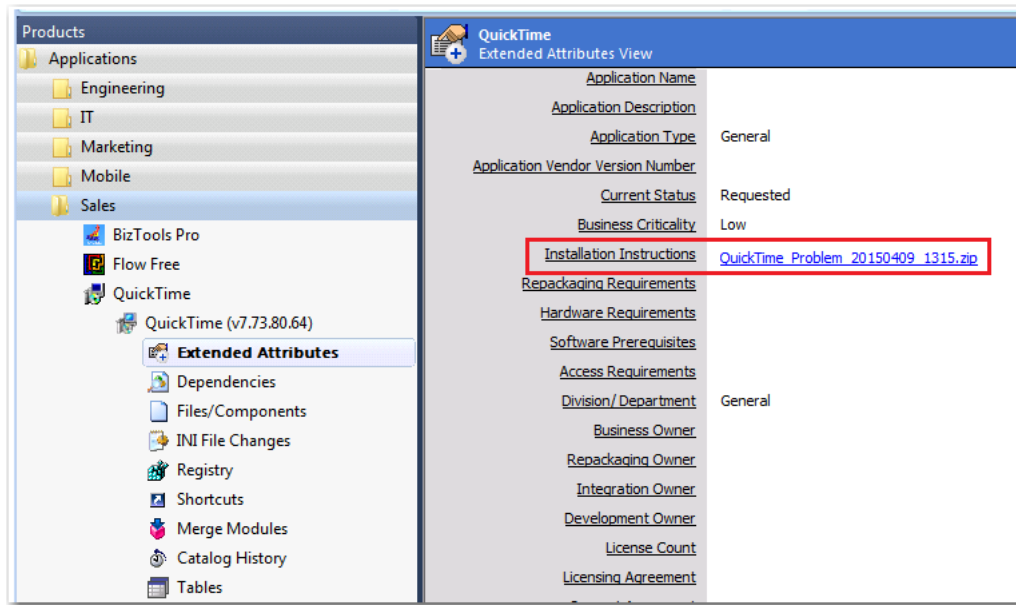 Products
Applications
Engineering
IT
Marketing
Mobile
Sales
BizTools Pro
Flow Free
QuickTime
QuickTime (v7.73.80.64)
Extended Attributes
Dependencies
Files/Components
INI File Changes
Registry
Shortcuts
Merge Modules
Catalog History
Tables
QuickTime
Extended Attributes View
Application Name
Application Description
Application Type General
Application Vendor Version Number
Current Status Requested
Business Criticality Low
Installation Instructions QuickTime_Problem_20150409_1315.zip
Repackaging Requirements
Hardware Requirements
Software Prerequisites
Access Requirements
Division/Department General
Business Owner
Repackaging Owner
Integration Owner
Development Owner
License Count
Licensing Agreement